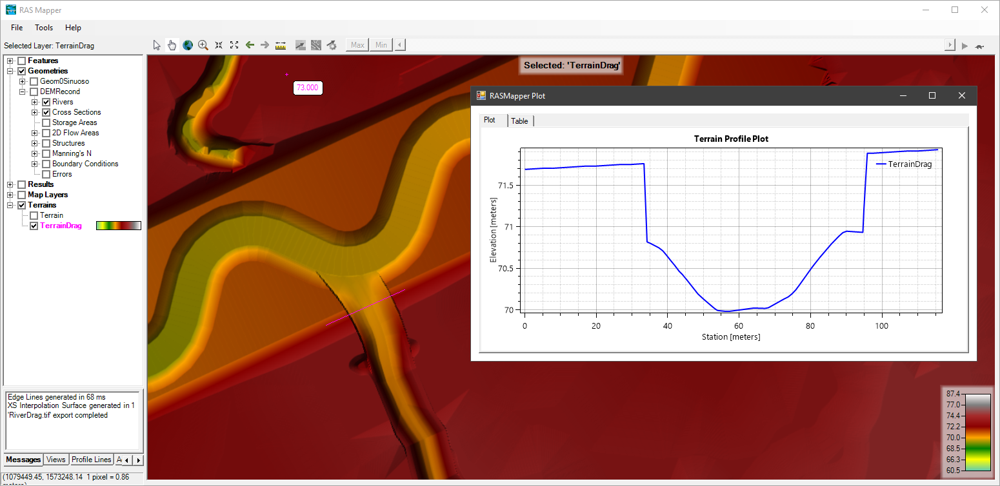 RAS Mapper
File Tools Help
Selected Layer: TerrainDrag
Max Min
Features
Geometries
Geom0Sinuoso
DEMRecond
Rivers
Cross Sections
Storage Areas
2D Flow Areas
Structures
Manning's N
Boundary Conditions
Errors
Results
Map Layers
Terrains
Terrain
TerrainDrag
Edge Lines generated in 68 ms
XS Interpolation Surface generated in 1
'RiverDrag.tif' export completed
Messages Views Profile Lines A
(1079449.45, 1573248.14 1 pixel = 0.86
meters)
Selected: 'TerrainDrag'
73.000
RASMapper Plot
Plot Table
Terrain Profile Plot
TerrainDrag
Elevation [meters]
71.5
71
70.5
70
0 20 40 60 80 100
Station [meters]
87.4
77.0
74.4
72.2
70.0
68.5
66.3
60.5